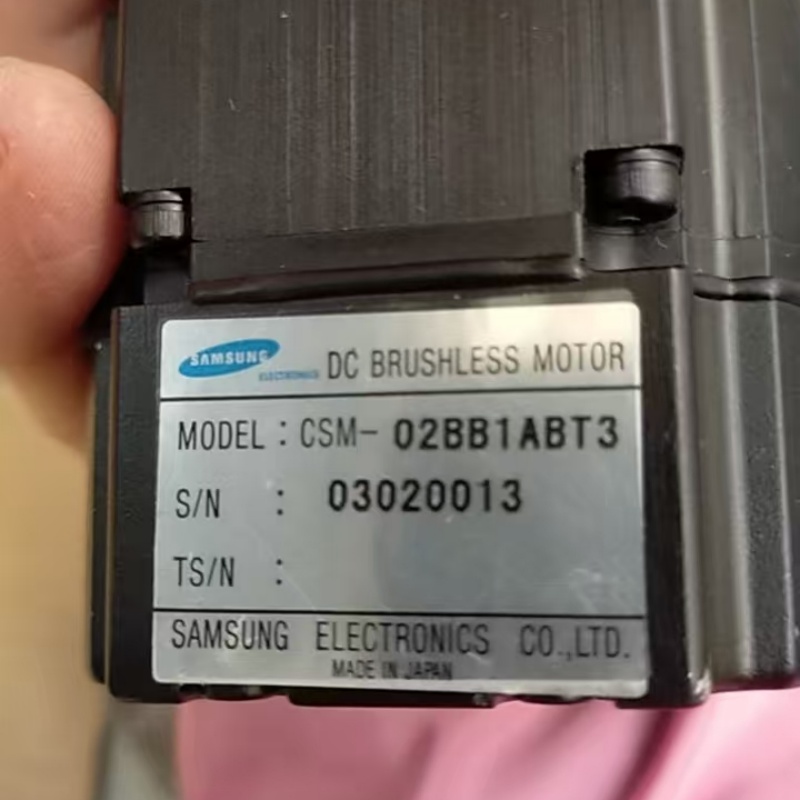 SAMSUNG
ELECTRONICS
DC BRUSHLESS MOTOR
MODEL : CSM- 02BB1ABT3
S/N : 03020013
TS/N :
SAMSUNG ELECTRONICS CO.,LTD.
MADE IN JAPAN